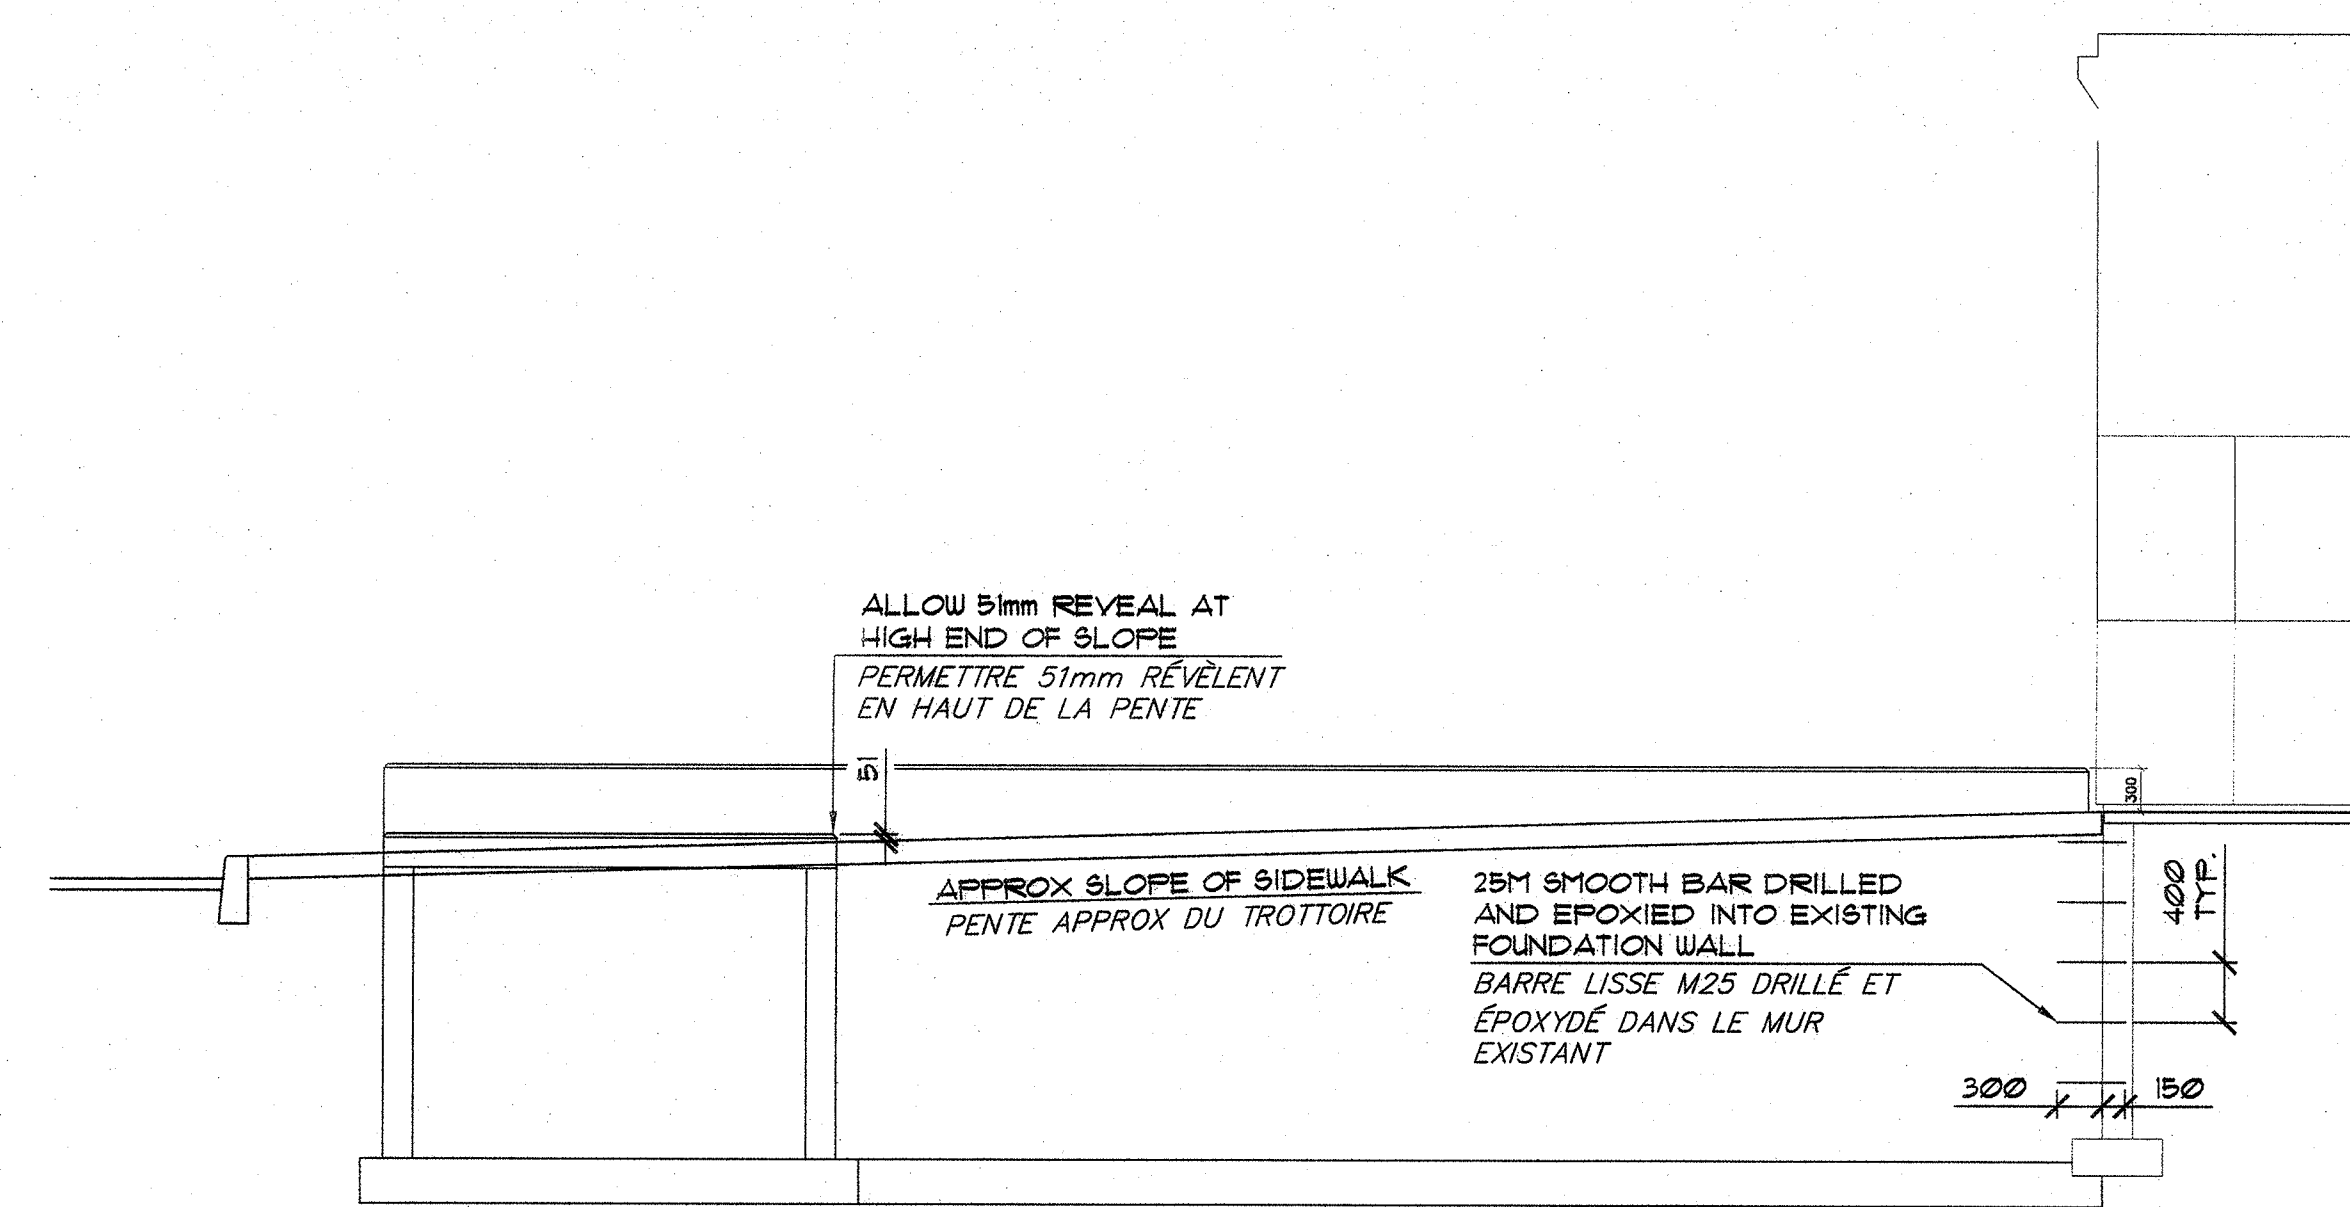 ALLOW 51mm REVEAL AT
HIGH END OF SLOPE
PERMETTRE 51mm RÉVÈLENT
EN HAUT DE LA PENTE
51
300
APPROX SLOPE OF SIDEWALK
PENTE APPROX DU TROTTOIRE
25M SMOOTH BAR DRILLED
AND EPOXIED INTO EXISTING
FOUNDATION WALL
BARRE LISSE M25 DRILLÉ ET
ÉPOXYDÉ DANS LE MUR
EXISTANT
400
TYP.
300
150